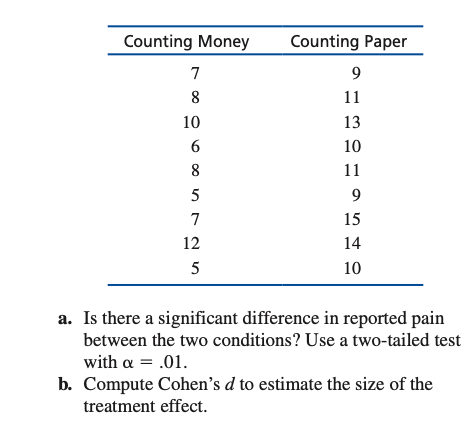 Counting Money Counting Paper
7 9
8 11
10 13
6 10
8 11
5 9
7 15
12 14
5 10
a. Is there a significant difference in reported pain
between the two conditions? Use a two-tailed test
with α = .01.
b. Compute Cohen's d to estimate the size of the
treatment effect.